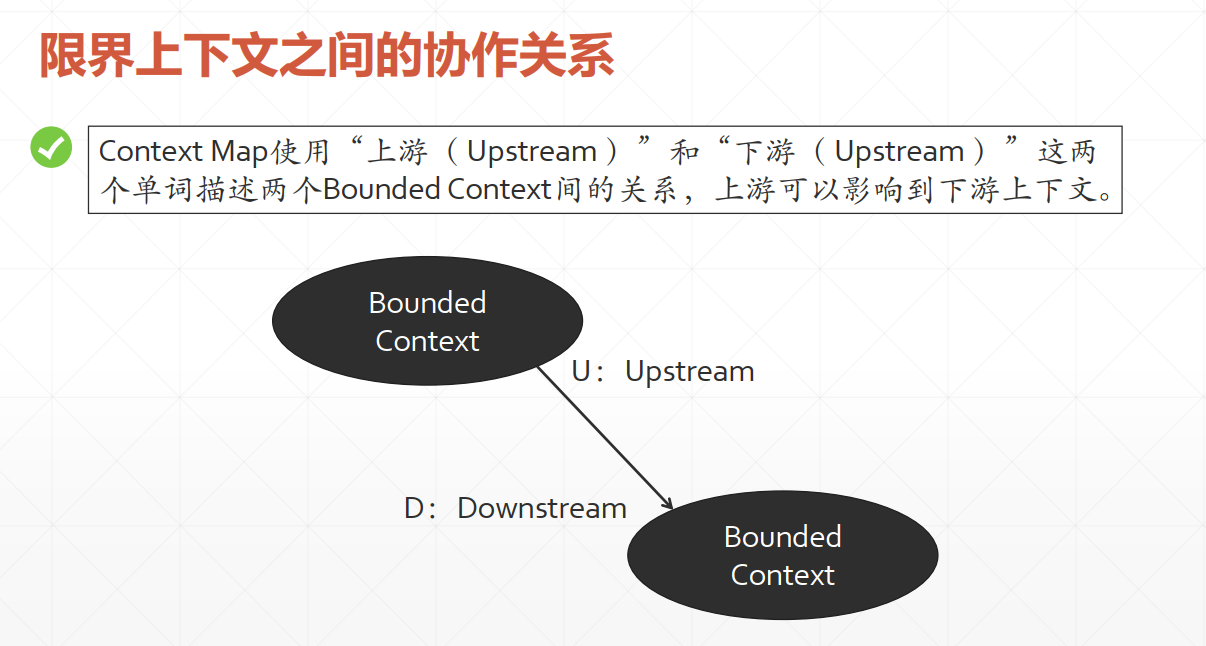 限界上下文之间的协作关系
Context Map使用“上游（Upstream）”和“下游（Upstream）”这两
个单词描述两个Bounded Context间的关系，上游可以影响到下游上下文。
Bounded
Context
U： Upstream
D： Downstream
Bounded
Context